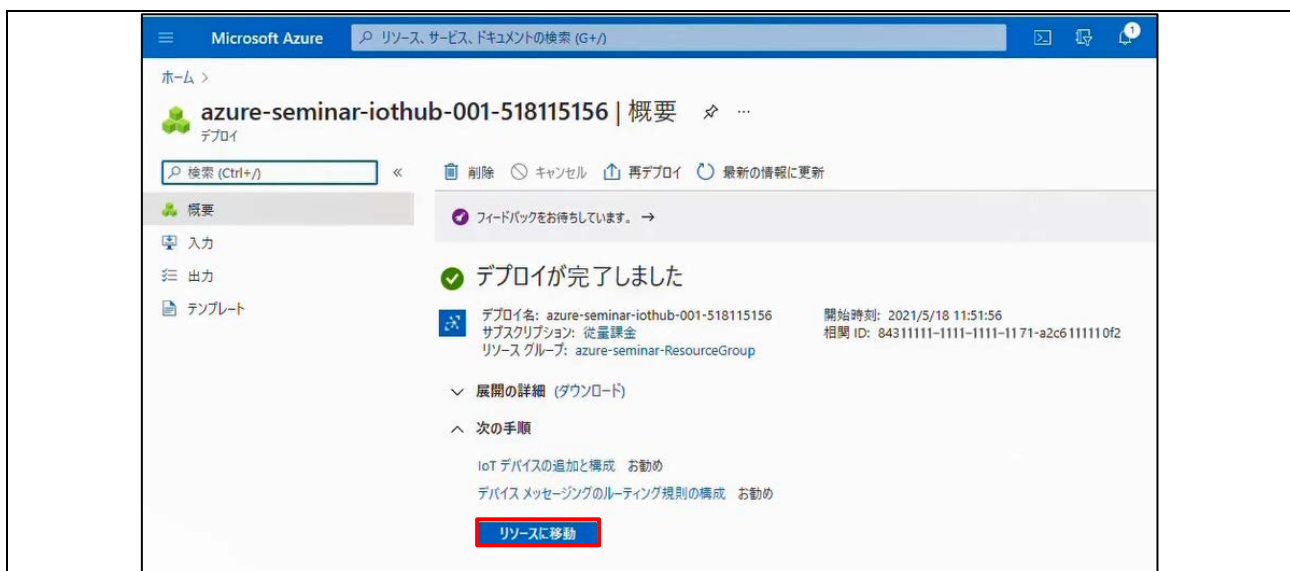 Microsoft Azure
リソース、サービス、ドキュメントの検索 (G+/)
1
ホーム >
azure-seminar-iothub-001-518115156 | 概要
デプロイ
検索 (Ctrl+/)
«
削除 キャンセル 再デプロイ 最新の情報に更新
概要
入力
出力
テンプレート
フィードバックをお待ちしています。 →
デプロイが完了しました
デプロイ名: azure-seminar-iothub-001-518115156
サブスクリプション: 従量課金
リソース グループ: azure-seminar-ResourceGroup
開始時刻: 2021/5/18 11:51:56
相関 ID: 84311111-1111-1111-1171-a2c6111110f2
展開の詳細 (ダウンロード)
次の手順
IoT デバイスの追加と構成 お勧め
デバイス メッセージングのルーティング規則の構成 お勧め
リソースに移動